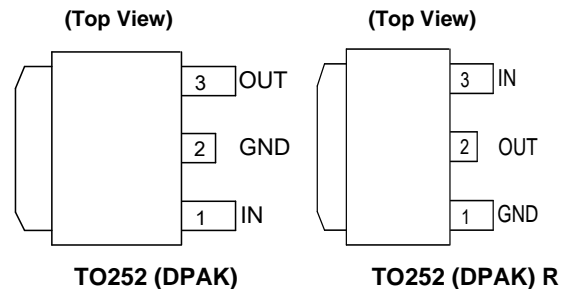 (Top View)
3 OUT
2 GND
1 IN
TO252 (DPAK)
(Top View)
3 IN
2 OUT
1 GND
TO252 (DPAK) R